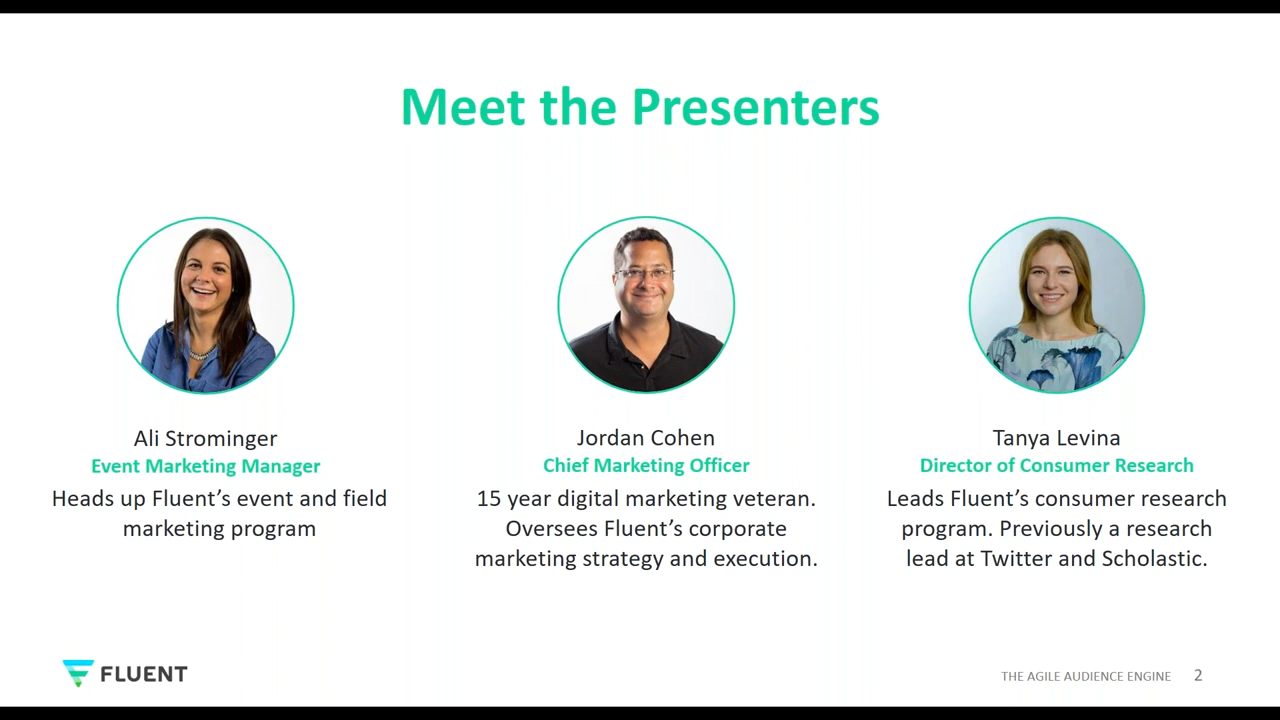 Meet the Presenters
Ali Strominger
Event Marketing Manager
Heads up Fluent’s event and field
marketing program
Jordan Cohen
Chief Marketing Officer
15 year digital marketing veteran.
Oversees Fluent’s corporate
marketing strategy and execution.
Tanya Levina
Director of Consumer Research
Leads Fluent’s consumer research
program. Previously a research
lead at Twitter and Scholastic.
FLUENT
THE AGILE AUDIENCE ENGINE 2